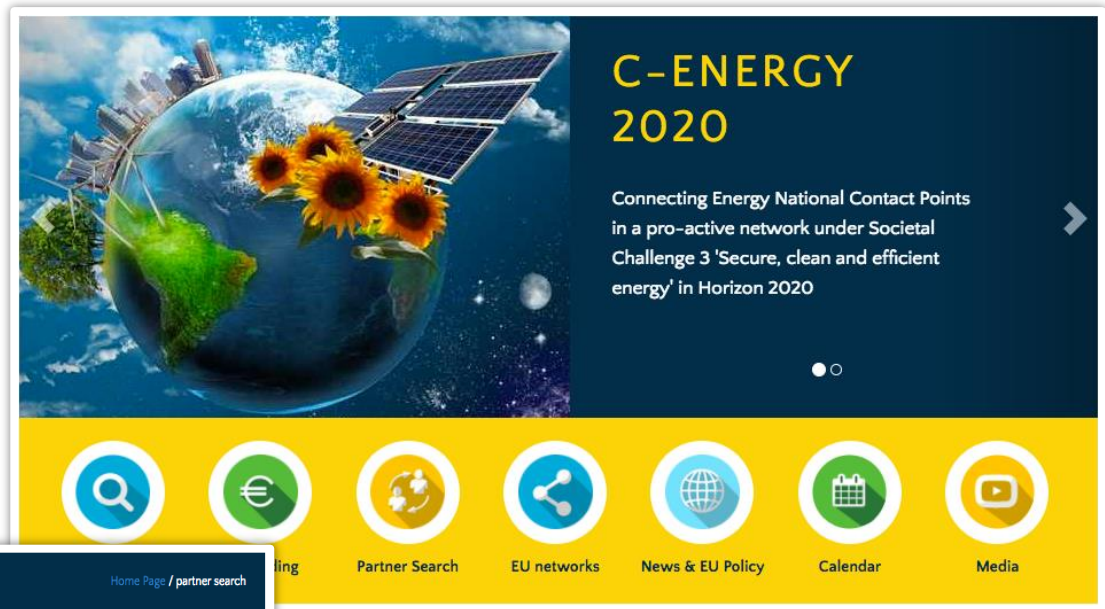 C-ENERGY
2020
Connecting Energy National Contact Points
in a pro-active network under Societal
Challenge 3 'Secure, clean and efficient
energy' in Horizon 2020
Partner Search
EU networks
News & EU Policy
Calendar
Media
Home Page / partner search